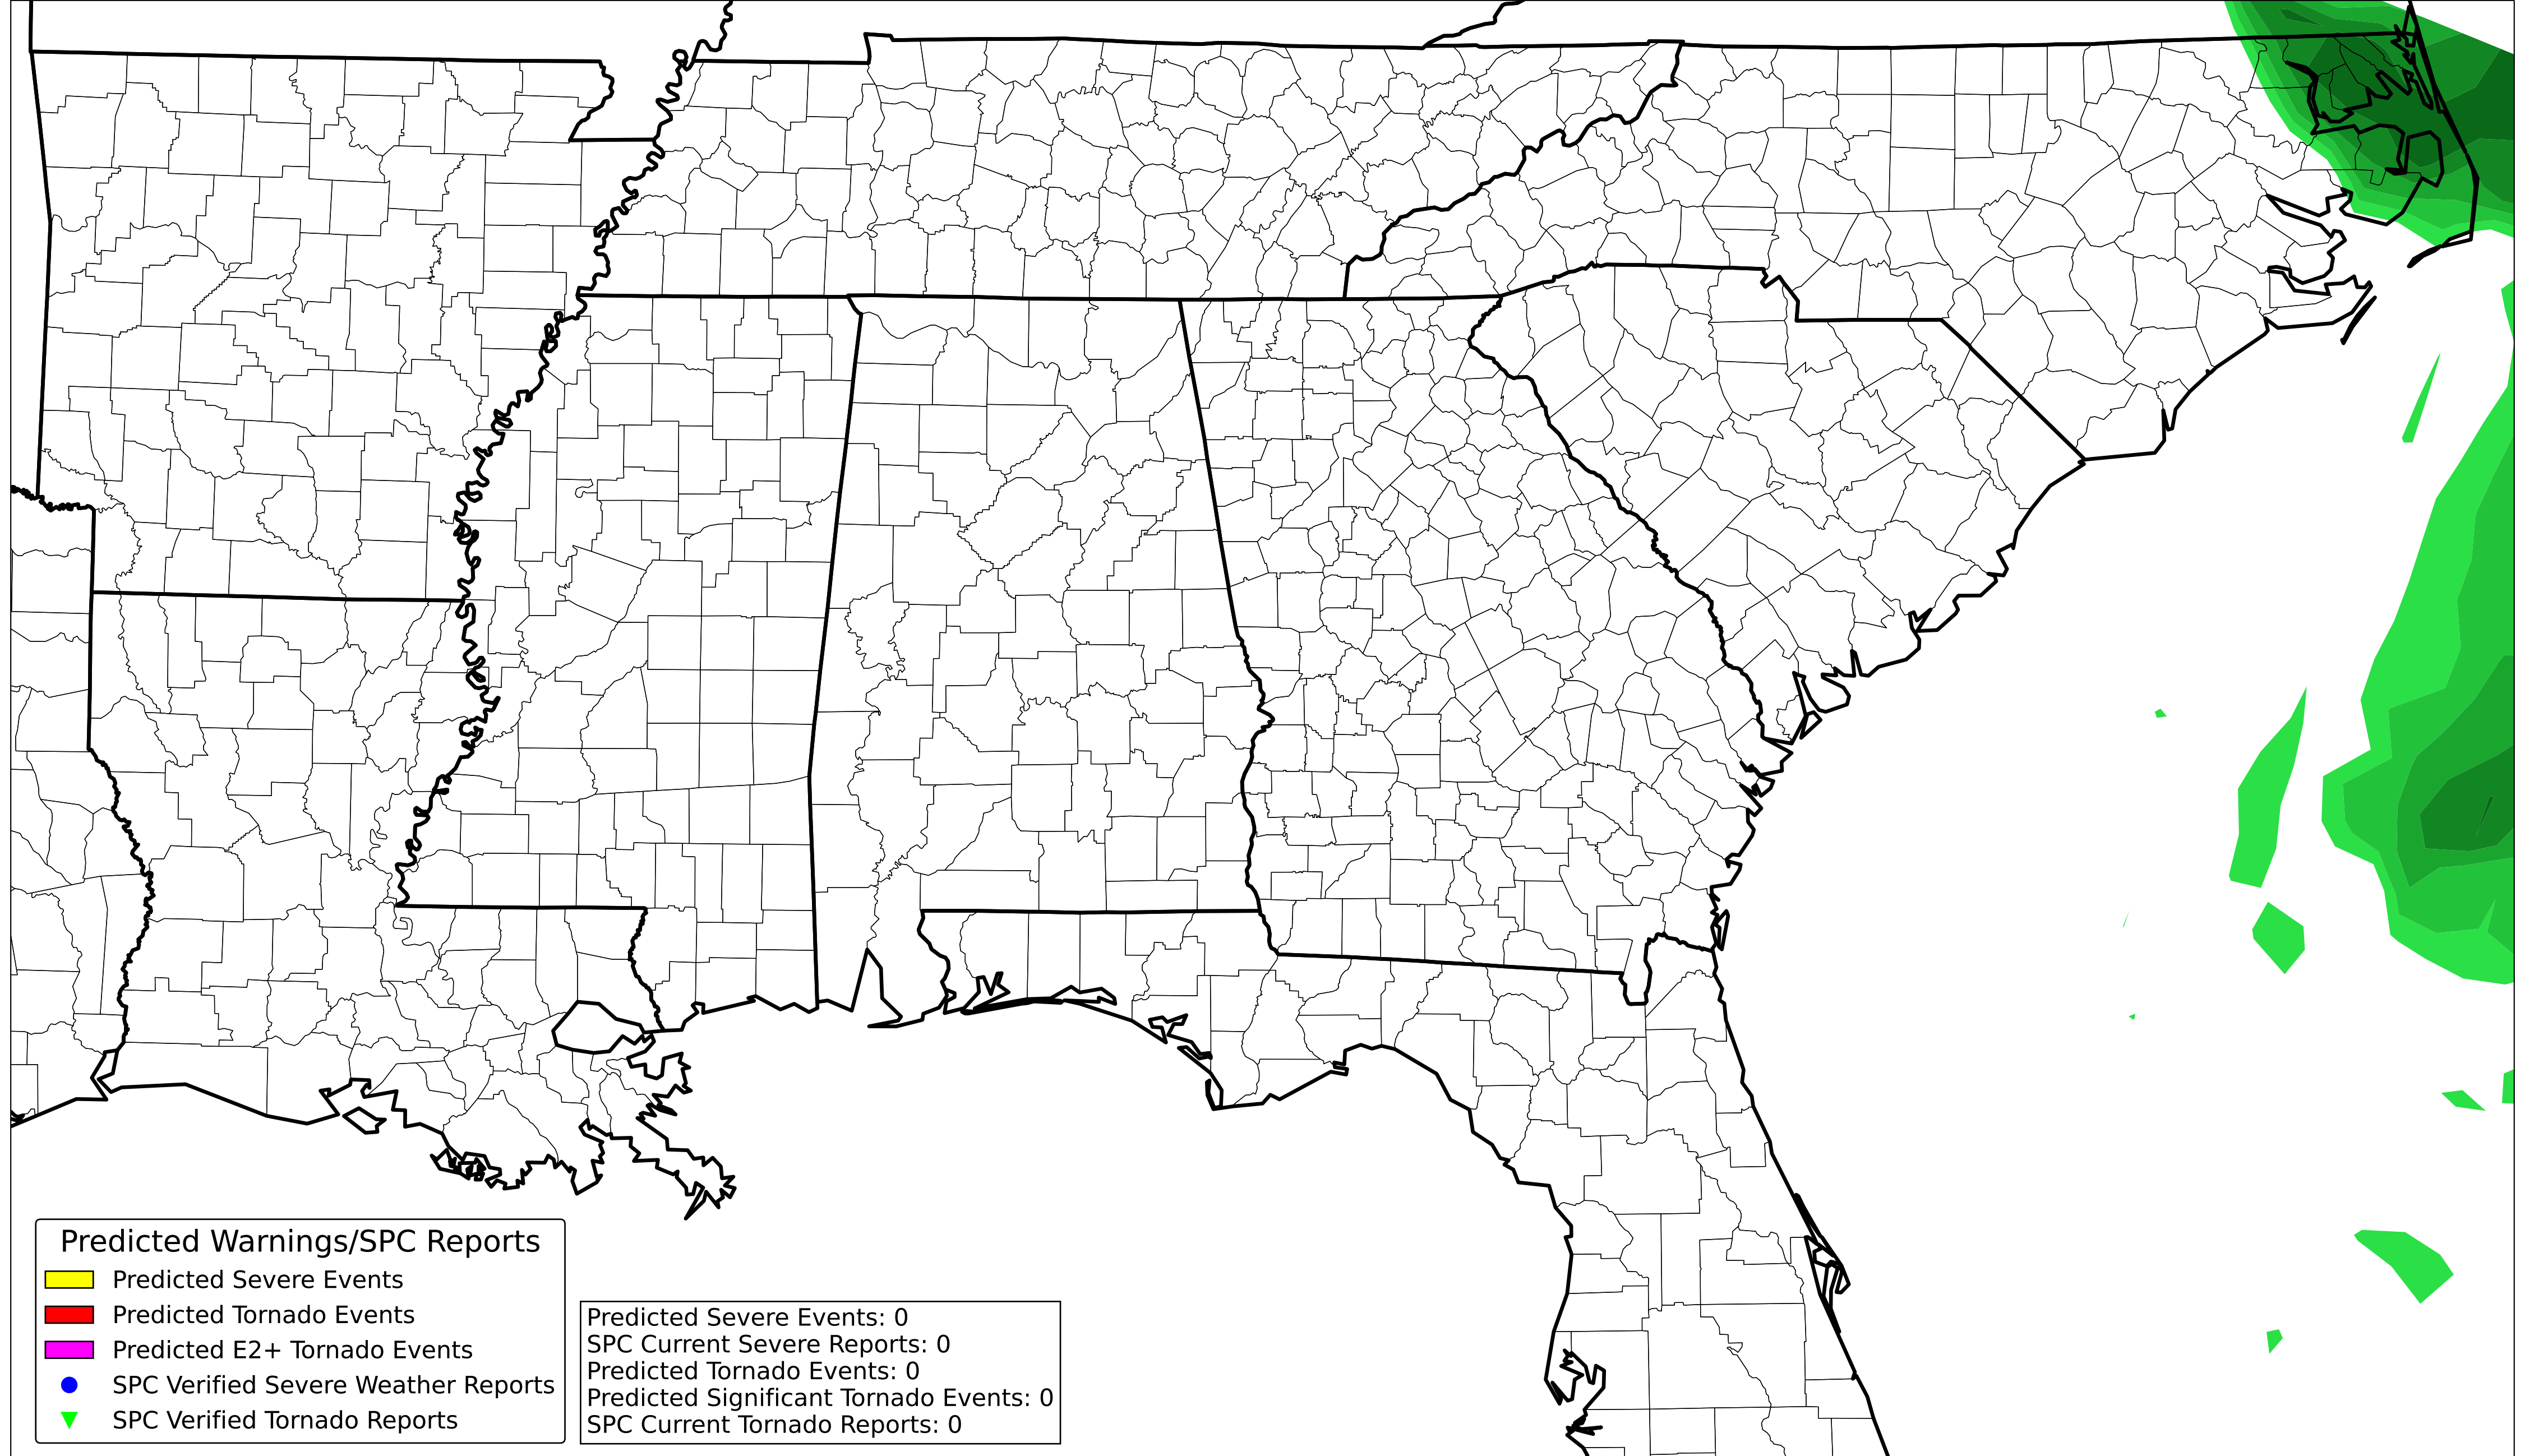 Predicted Warnings/SPC Reports
Predicted Severe Events
Predicted Tornado Events
Predicted E2+ Tornado Events
SPC Verified Severe Weather Reports
SPC Verified Tornado Reports
Predicted Severe Events: 0
SPC Current Severe Reports: 0
Predicted Tornado Events: 0
Predicted Significant Tornado Events: 0
SPC Current Tornado Reports: 0